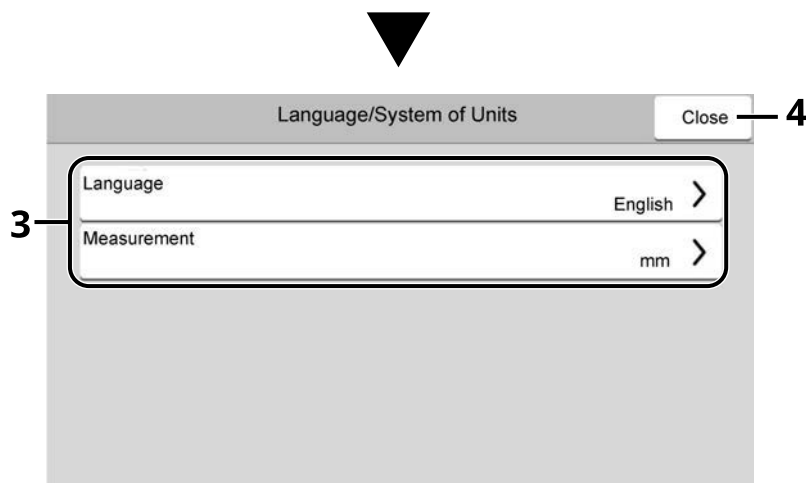 Language/System of Units
Close
4
3
Language
English
Measurement
mm